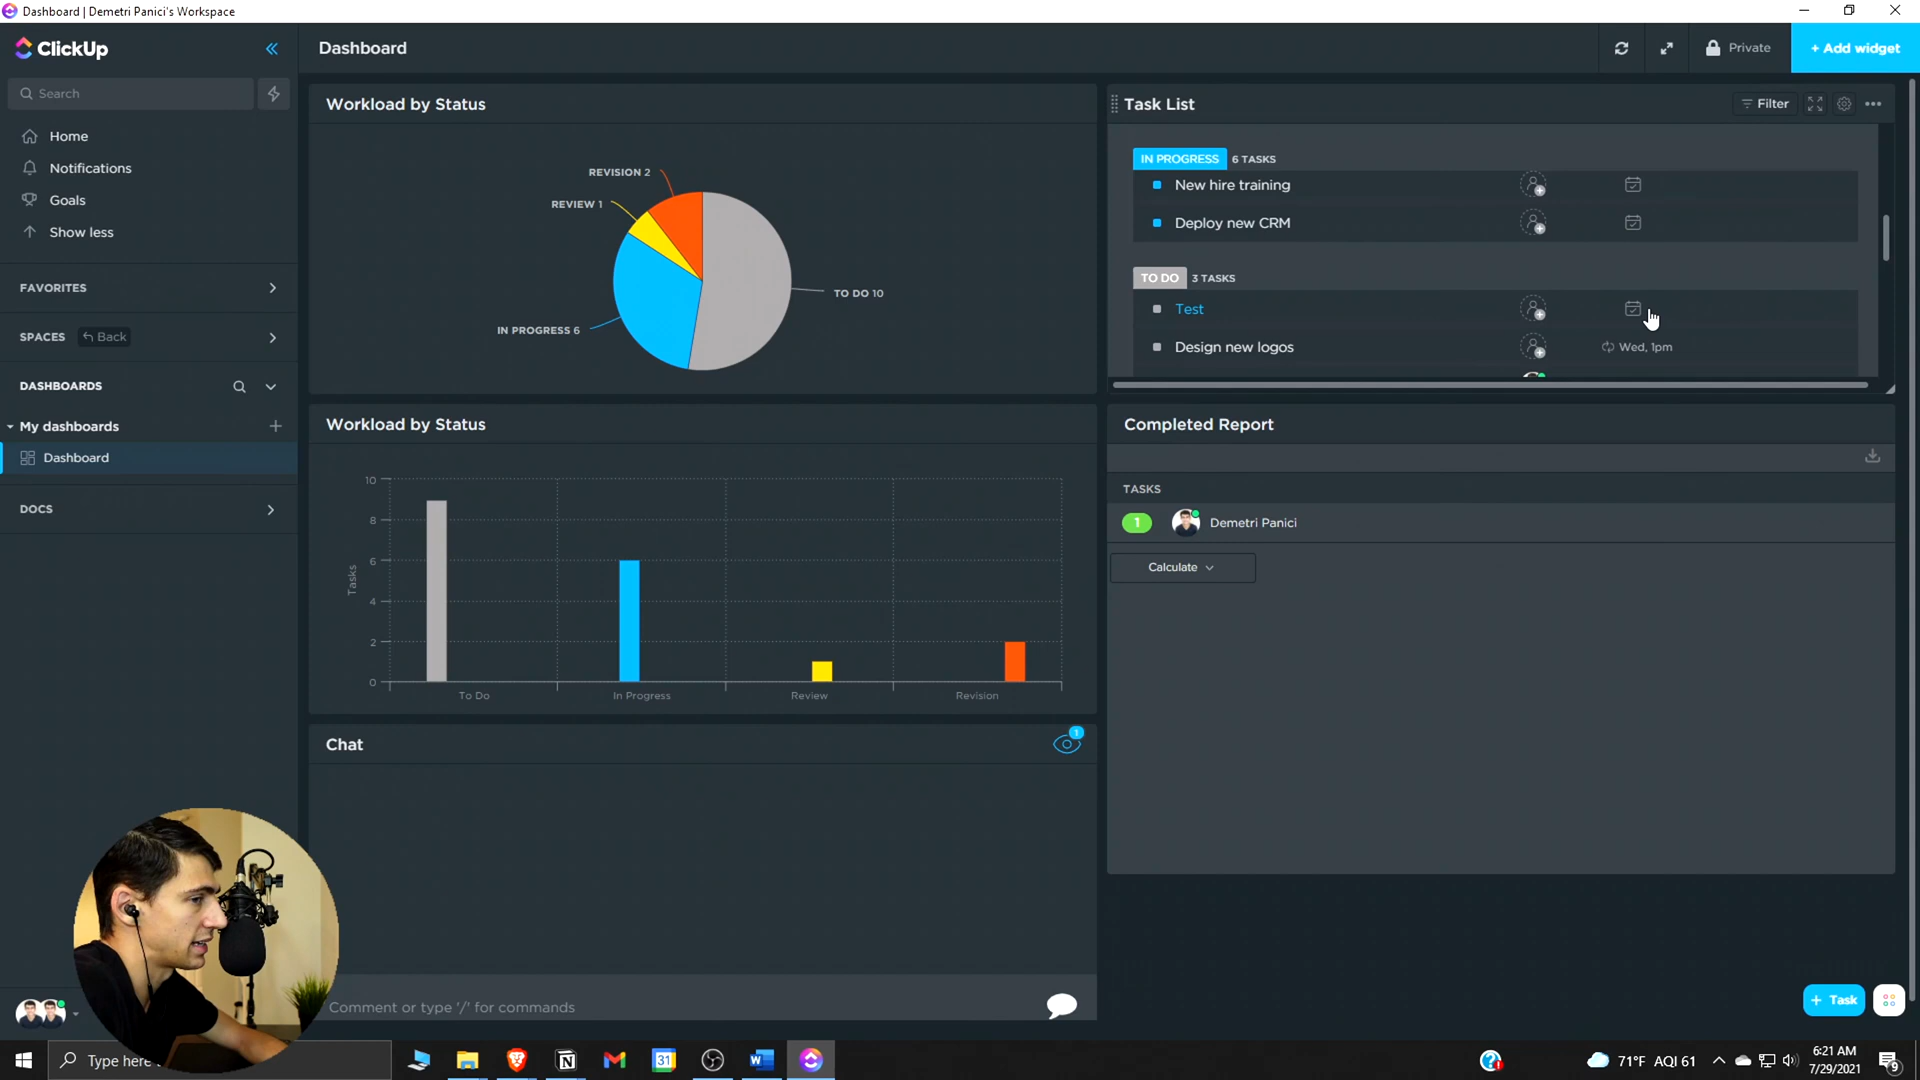 Dashboard | Demetri Panici's Workspace
ClickUp
Search
Home
Notifications
Goals
Show less
FAVORITES
SPACES
Back
DASHBOARDS
My dashboards
Dashboard
DOCS
Dashboard
Private
+ Add widget
Workload by Status
REVISION 2
REVIEW 1
TO DO 10
IN PROGRESS 6
Task List
Filter
IN PROGRESS
6 TASKS
New hire training
Deploy new CRM
TO DO
3 TASKS
Test
Design new logos
Wed, 1pm
Workload by Status
Tasks
10
8
6
4
2
0
To Do
In Progress
Review
Revision
Completed Report
TASKS
1
Demetri Panici
Calculate
Chat
1
Comment or type '/' for commands
+ Task
Type here
31
71°F AQI 61
6:21 AM
7/29/2021
9